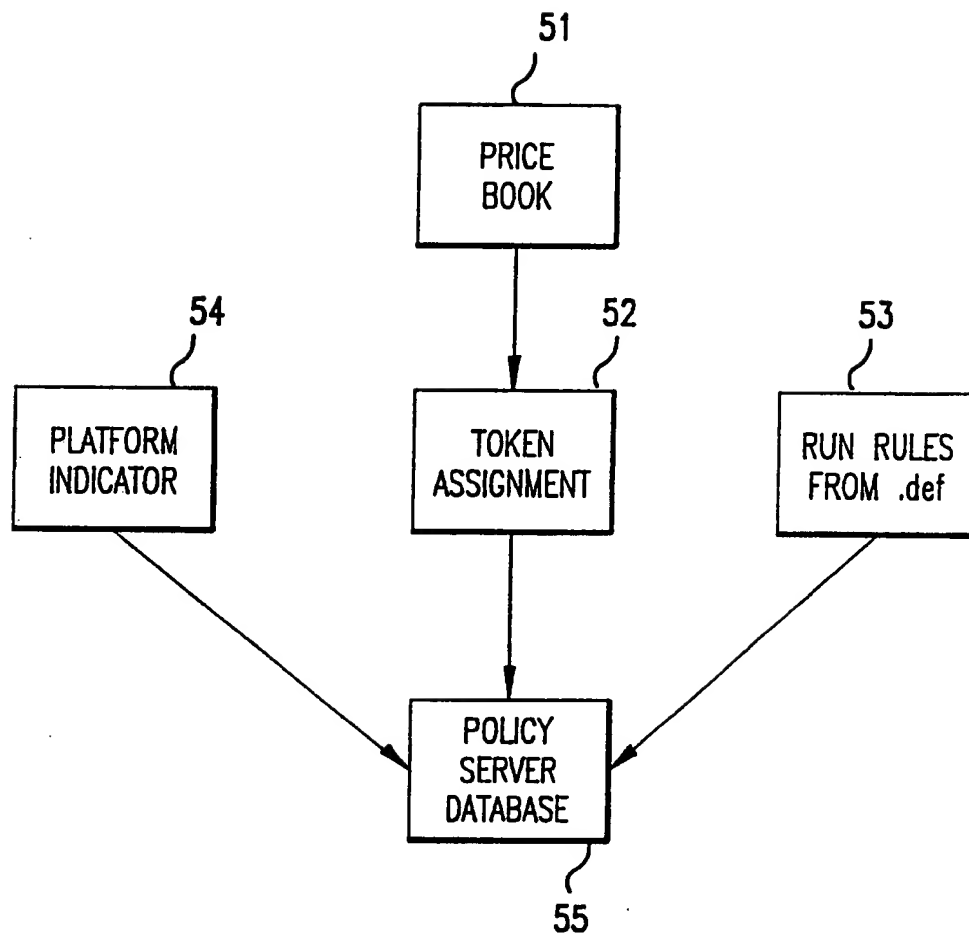 51
PRICE
BOOK
54
52
53
PLATFORM
INDICATOR
TOKEN
ASSIGNMENT
RUN RULES
FROM .def
POLICY
SERVER
DATABASE
55